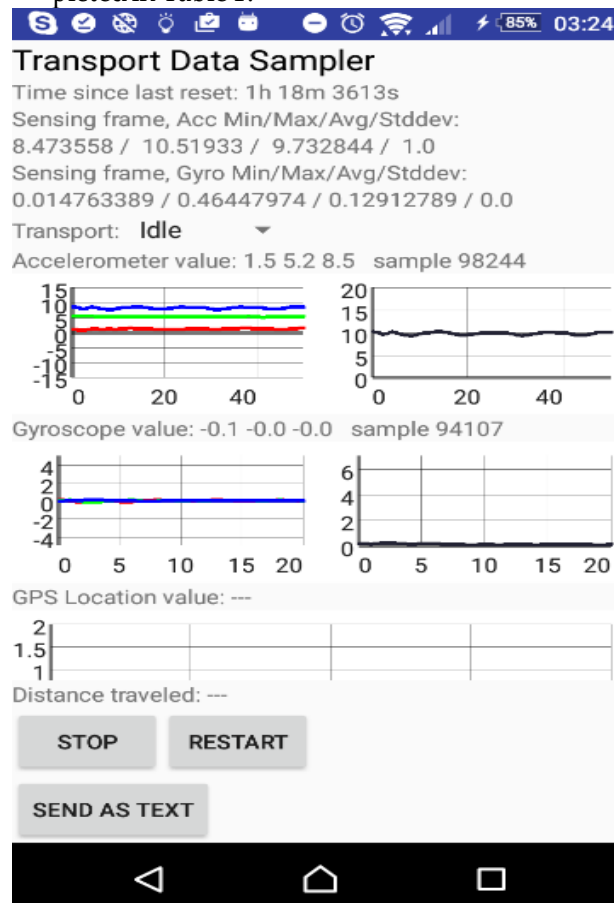 85% 03:24
Transport Data Sampler
Time since last reset: 1h 18m 3613s
Sensing frame, Acc Min/Max/Avg/Stddev:
8.473558 / 10.51933 / 9.732844 / 1.0
Sensing frame, Gyro Min/Max/Avg/Stddev:
0.014763389 / 0.46447974 / 0.12912789 / 0.0
Transport: Idle
Accelerometer value: 1.5 5.2 8.5 sample 98244
15
10
5
0
-5
-10
-15
0 20 40
20
15
10
5
0
0 20 40
Gyroscope value: -0.1 -0.0 -0.0 sample 94107
4
2
0
-2
-4
0 5 10 15 20
6
4
2
0
0 5 10 15 20
GPS Location value: ---
2
1.5
1
Distance traveled: ---
STOP RESTART
SEND AS TEXT